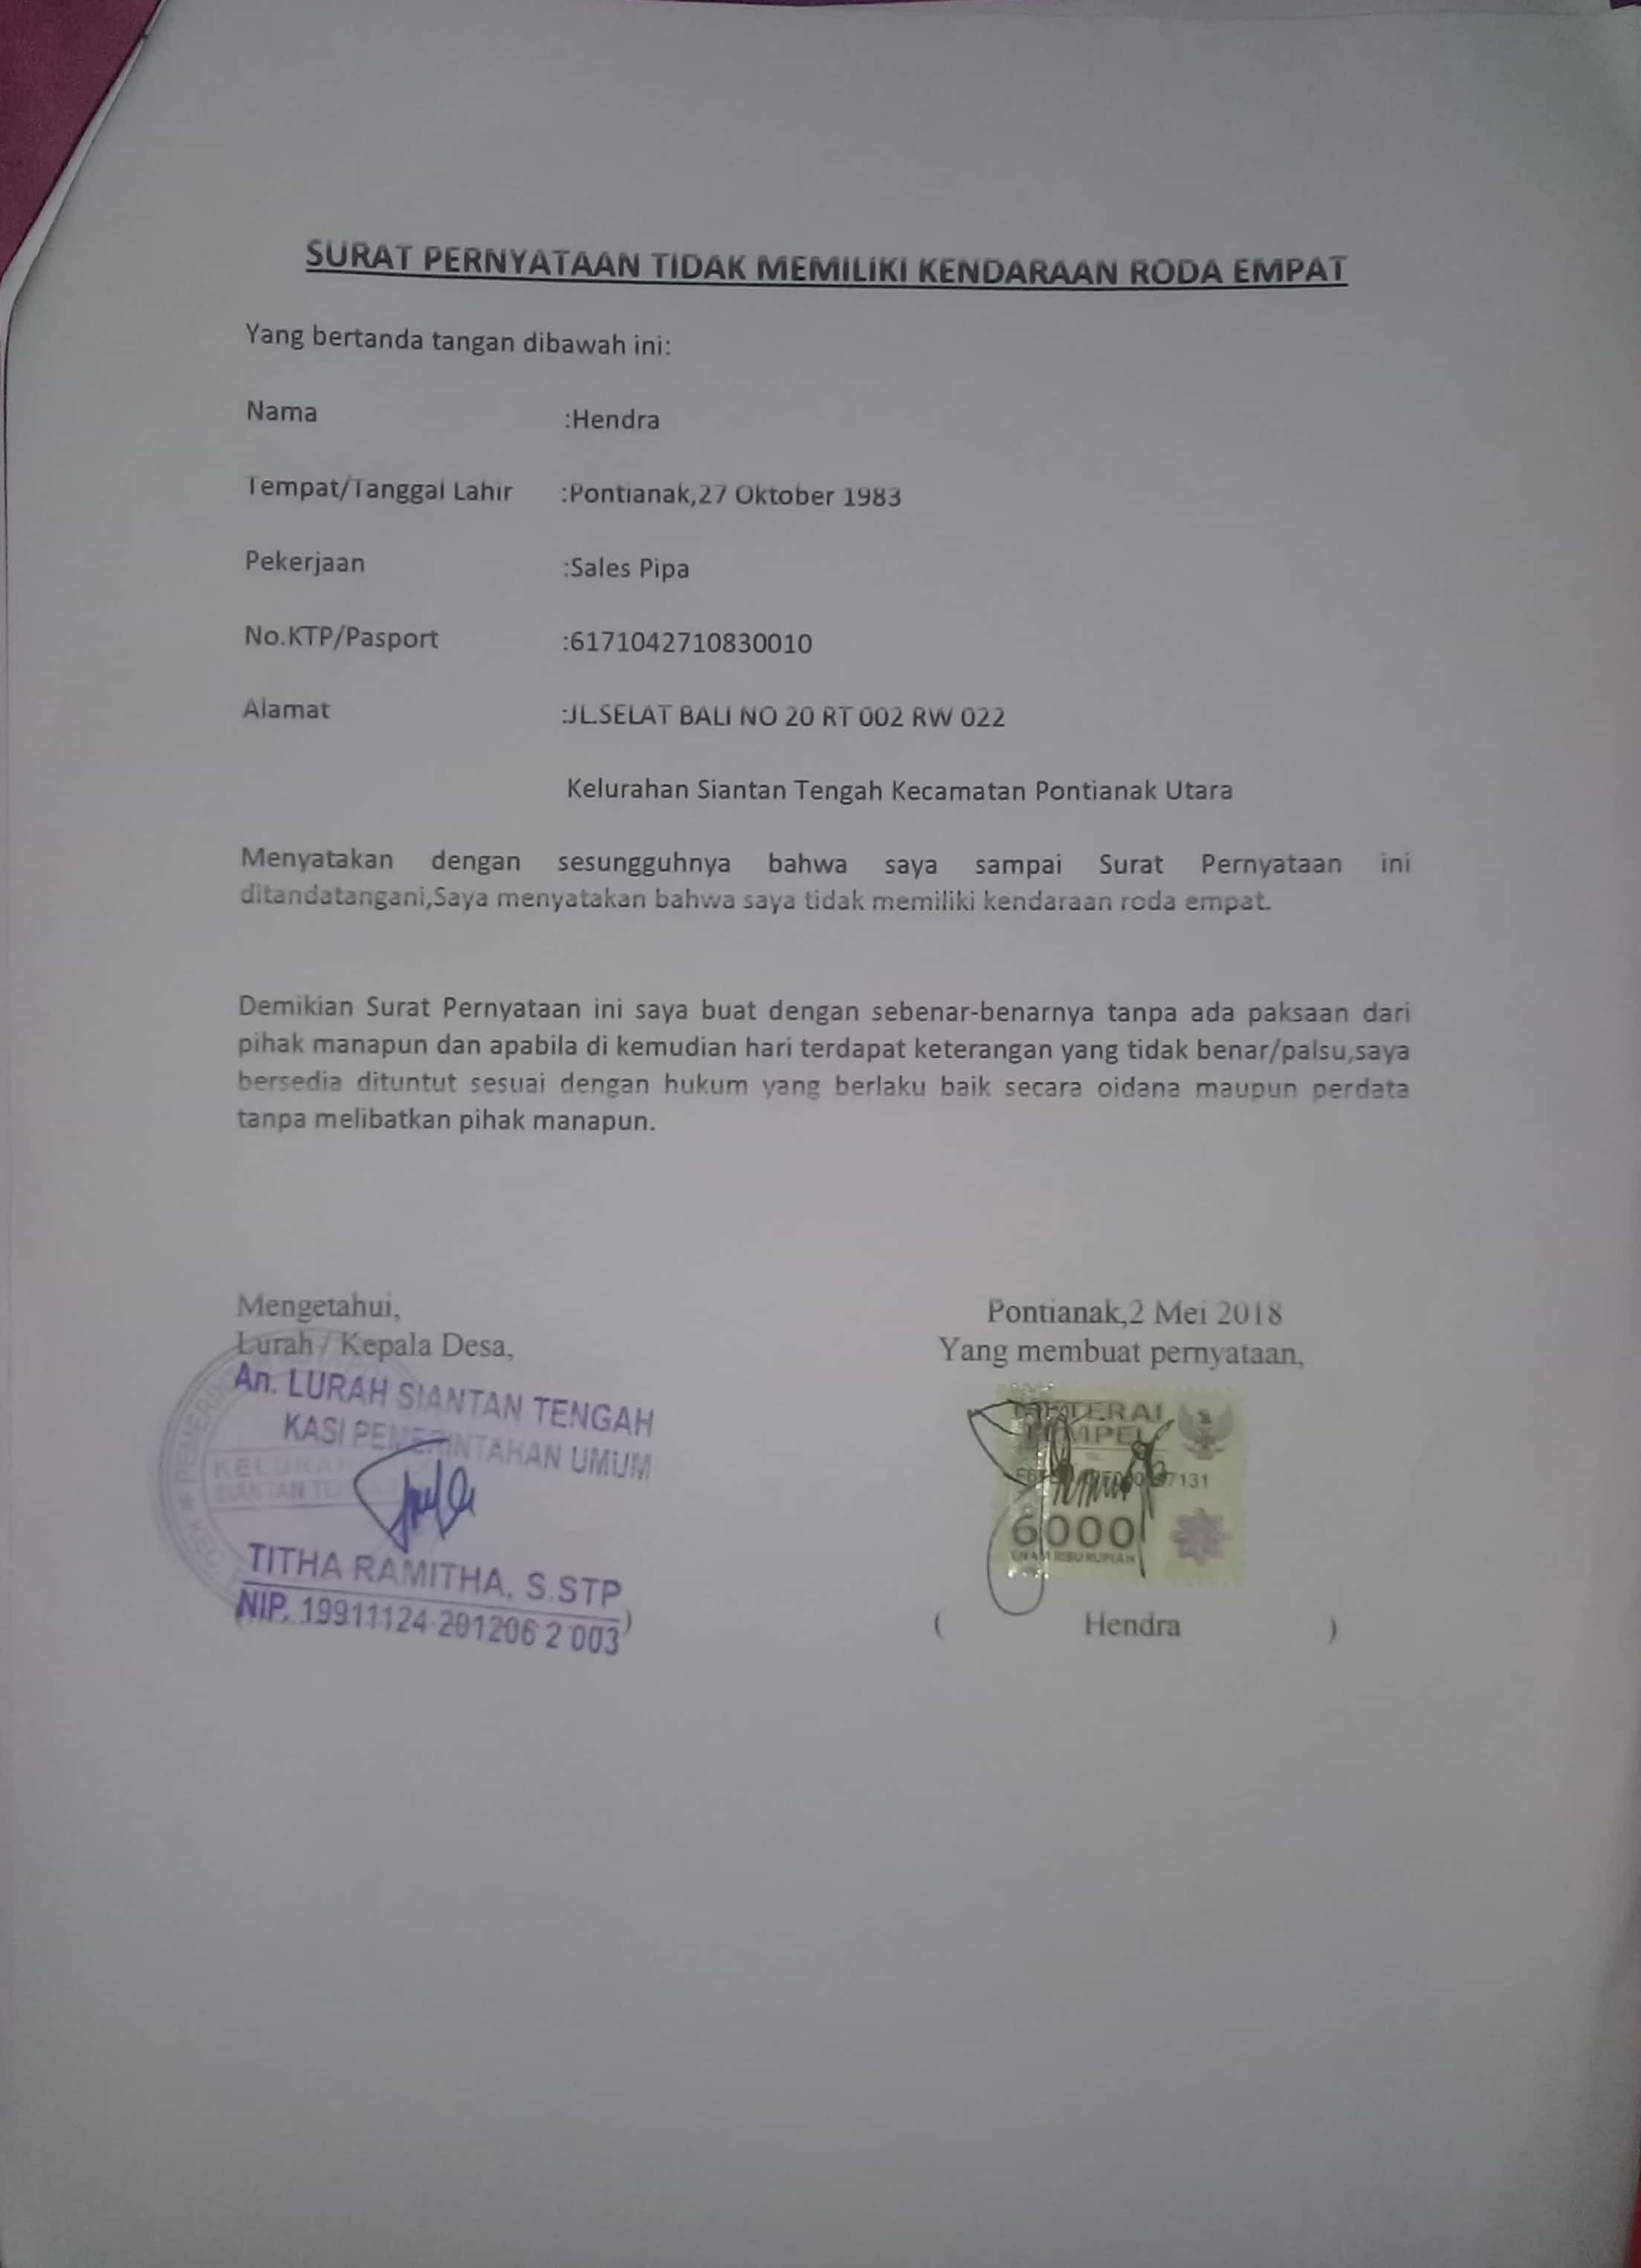 SURAT PERNYATAAN TIDAK MEMILIKI KENDARAAN RODA EMPAT
Yang bertanda tangan dibawah ini:
Nama :Hendra
Tempat/Tanggal Lahir :Pontianak,27 Oktober 1983
Pekerjaan :Sales Pipa
No.KTP/Pasport :6171042710830010
Alamat :JL.SELAT BALI NO 20 RT 002 RW 022
Kelurahan Siantan Tengah Kecamatan Pontianak Utara
Menyatakan dengan sesungguhnya bahwa saya sampai Surat Pernyataan ini
ditandatangani,Saya menyatakan bahwa saya tidak memiliki kendaraan roda empat.
Demikian Surat Pernyataan ini saya buat dengan sebenar-benarnya tanpa ada paksaan dari
pihak manapun dan apabila di kemudian hari terdapat keterangan yang tidak benar/palsu,saya
bersedia dituntut sesuai dengan hukum yang berlaku baik secara oidana maupun perdata
tanpa melibatkan pihak manapun.
Mengetahui,
Lurah / Kepala Desa,
An. LURAH SIANTAN TENGAH
KASI PEMERINTAHAN UMUM
KELURAHAN
SIANTAN TENGAH
TITHA RAMITHA, S.STP
NIP. 19911124 201206 2 003
Pontianak,2 Mei 2018
Yang membuat pernyataan,
METERAI
TEMPEL
6000
ENAM RIBU RUPIAH
( Hendra )